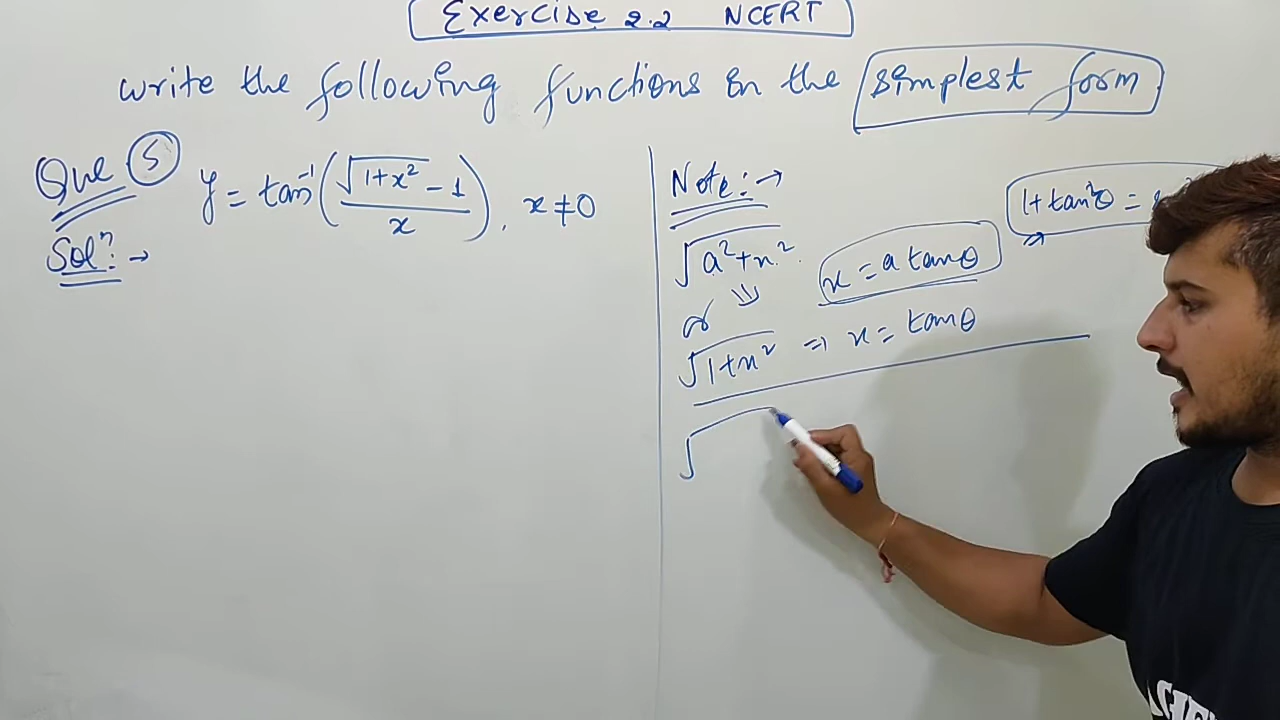 Exercise 2.2 NCERT
write the following functions in the simplest form
Que 5 y = tan⁻¹(√(1+x²) - 1 / x), x ≠ 0
Solⁿ: →
Note: →
√(a²+x²)
x = a tanθ
1 + tan²θ =
or
√(1+x²) ⇒ x = tanθ